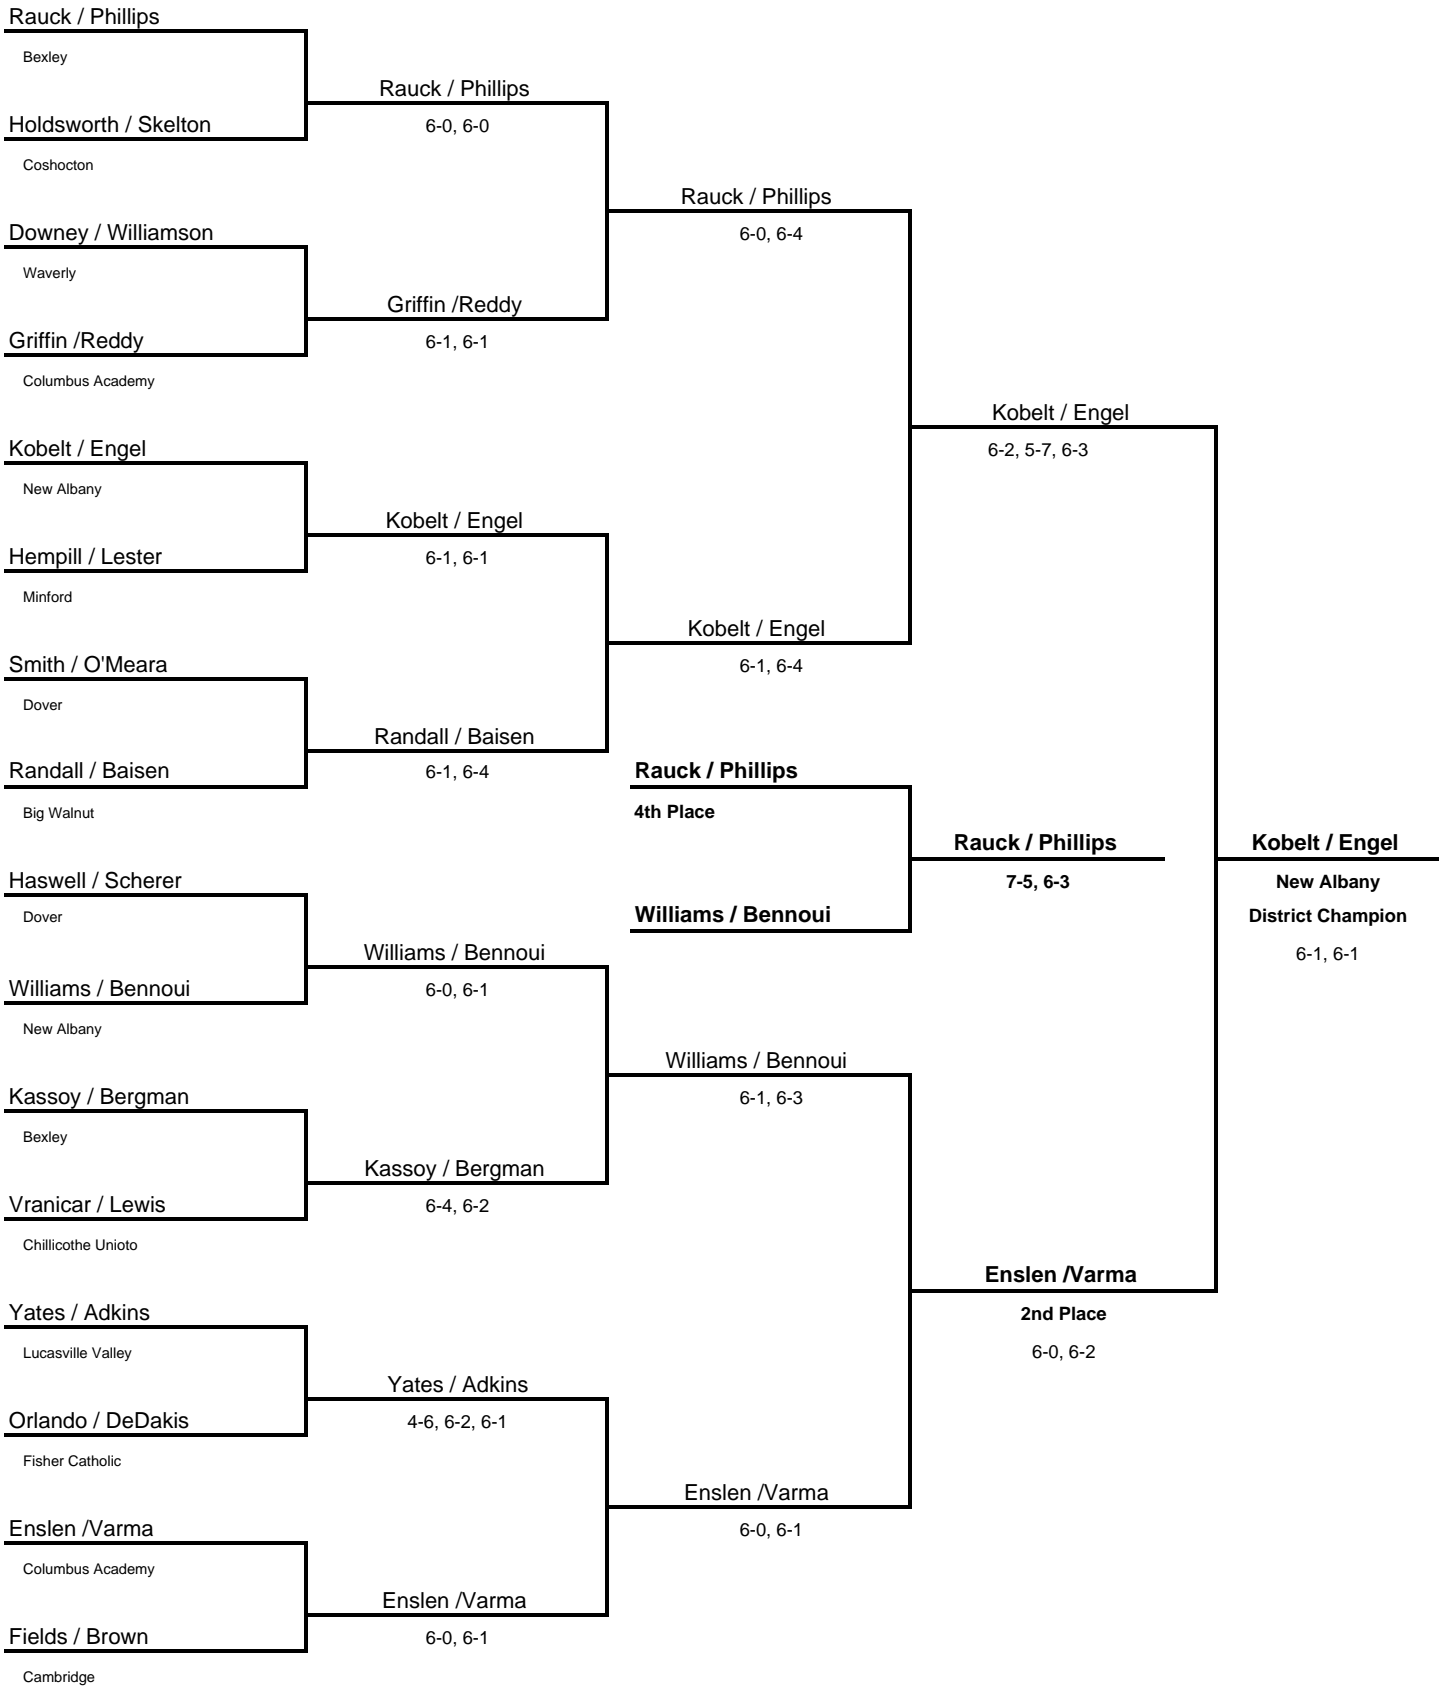 Rauck / Phillips
Bexley
Rauck / Phillips
Holdsworth / Skelton
6-0, 6-0
Coshocton
Rauck / Phillips
Downey / Williamson
6-0, 6-4
Waverly
Griffin /Reddy
Griffin /Reddy
6-1, 6-1
Columbus Academy
Kobelt / Engel
Kobelt / Engel
6-2, 5-7, 6-3
New Albany
Kobelt / Engel
Hempill / Lester
6-1, 6-1
Minford
Kobelt / Engel
Smith / O'Meara
6-1, 6-4
Dover
Randall / Baisen
Randall / Baisen
6-1, 6-4
Rauck / Phillips
Big Walnut
4th Place
Rauck / Phillips
Kobelt / Engel
Haswell / Scherer
7-5, 6-3
New Albany
Dover
Williams / Bennoui
District Champion
Williams / Bennoui
6-1, 6-1
Williams / Bennoui
6-0, 6-1
New Albany
Williams / Bennoui
Kassoy / Bergman
6-1, 6-3
Bexley
Kassoy / Bergman
Vranicar / Lewis
6-4, 6-2
Chillicothe Unioto
Enslen /Varma
Yates / Adkins
2nd Place
Lucasville Valley
6-0, 6-2
Yates / Adkins
Orlando / DeDakis
4-6, 6-2, 6-1
Fisher Catholic
Enslen /Varma
Enslen /Varma
6-0, 6-1
Columbus Academy
Enslen /Varma
Fields / Brown
6-0, 6-1
Cambridge